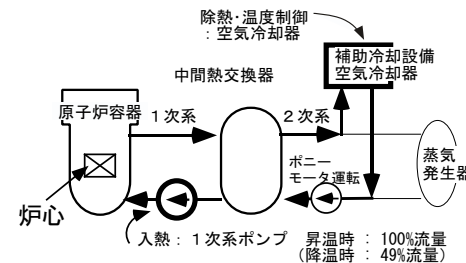 除熱・温度制御
：空気冷却器
補助冷却設備
空気冷却器
中間熱交換器
原子炉容器
1次系
2次系
蒸気
発生器
ポニー
モータ運転
炉心
入熱：1次系ポンプ
昇温時：100%流量
(降温時：49%流量)